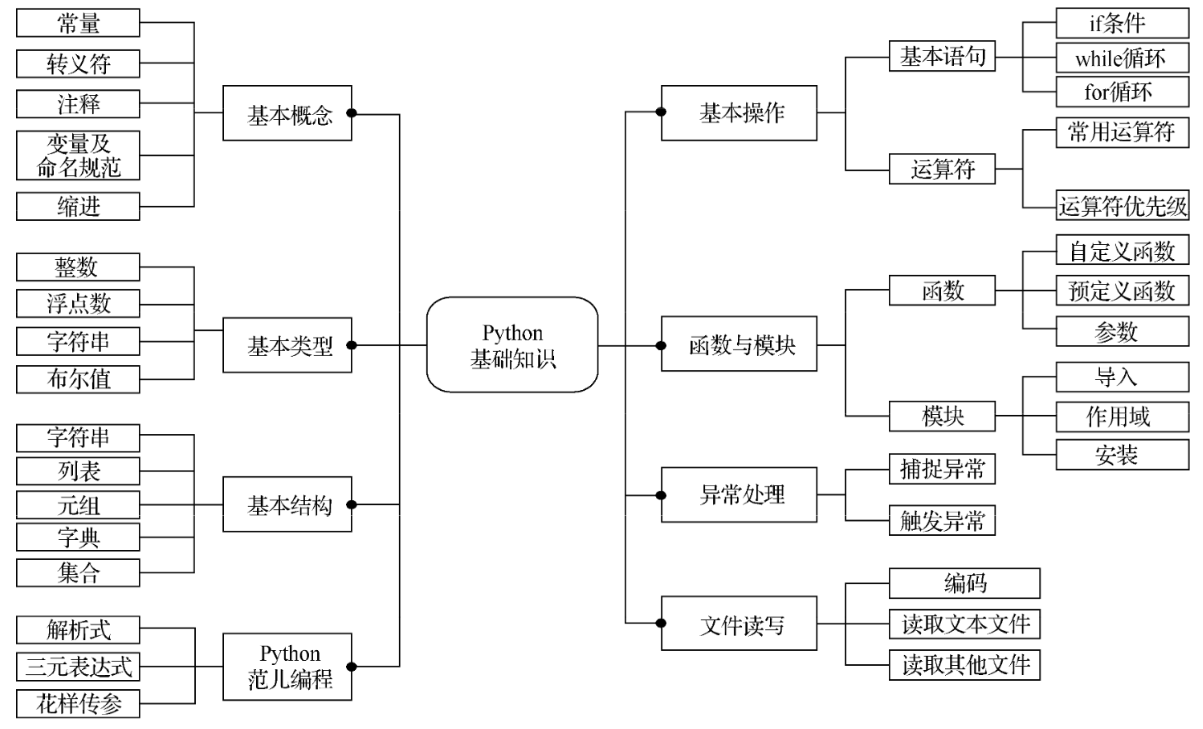 Python
基础知识
基本概念
常量
转义符
注释
变量及
命名规范
缩进
基本类型
整数
浮点数
字符串
布尔值
基本结构
字符串
列表
元组
字典
集合
Python
范儿编程
解析式
三元表达式
花样传参
基本操作
基本语句
if条件
while循环
for循环
运算符
常用运算符
运算符优先级
函数与模块
函数
自定义函数
预定义函数
参数
模块
导入
作用域
安装
异常处理
捕捉异常
触发异常
文件读写
编码
读取文本文件
读取其他文件